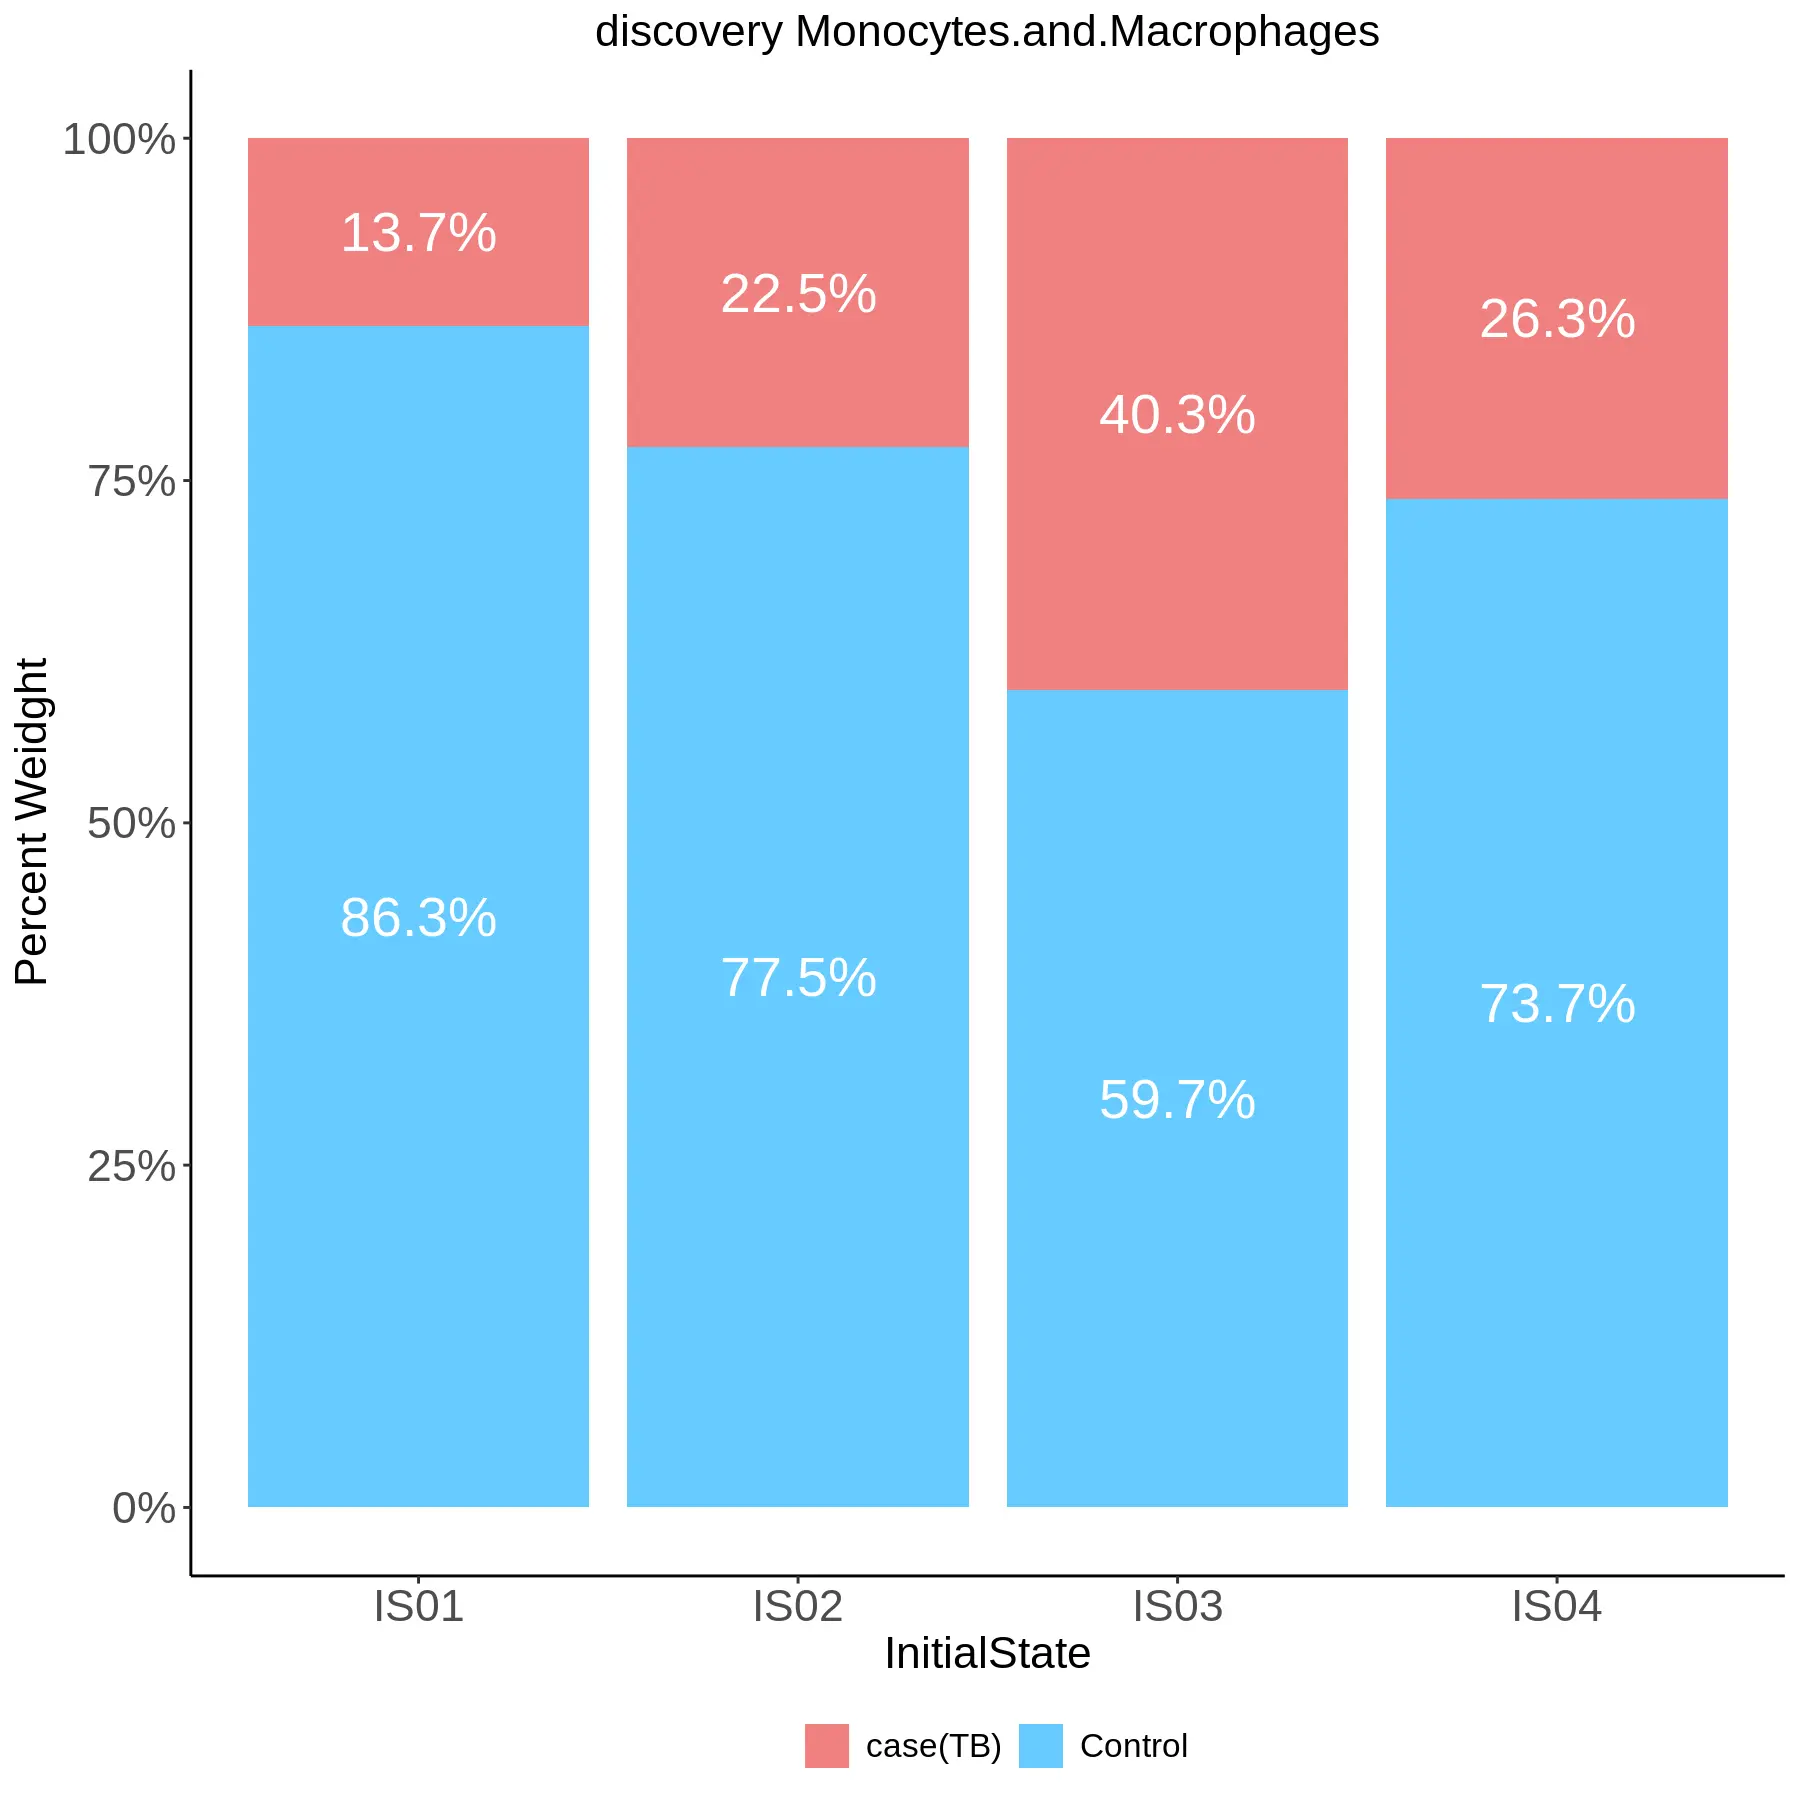 discovery Monocytes.and.Macrophages
100%
75%
50%
25%
0%
Percent Weidght
13.7%
22.5%
40.3%
26.3%
86.3%
77.5%
59.7%
73.7%
IS01
IS02
IS03
IS04
InitialState
case(TB)
Control